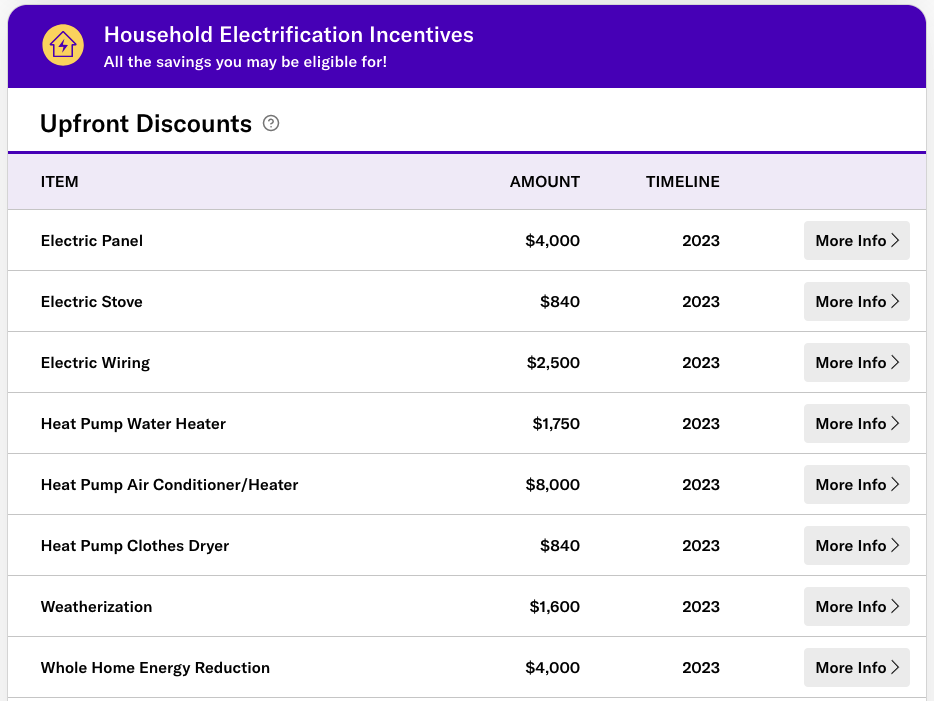 Household Electrification Incentives
All the savings you may be eligible for!
Upfront Discounts ?
ITEM AMOUNT TIMELINE
Electric Panel $4,000 2023 More Info
Electric Stove $840 2023 More Info
Electric Wiring $2,500 2023 More Info
Heat Pump Water Heater $1,750 2023 More Info
Heat Pump Air Conditioner/Heater $8,000 2023 More Info
Heat Pump Clothes Dryer $840 2023 More Info
Weatherization $1,600 2023 More Info
Whole Home Energy Reduction $4,000 2023 More Info